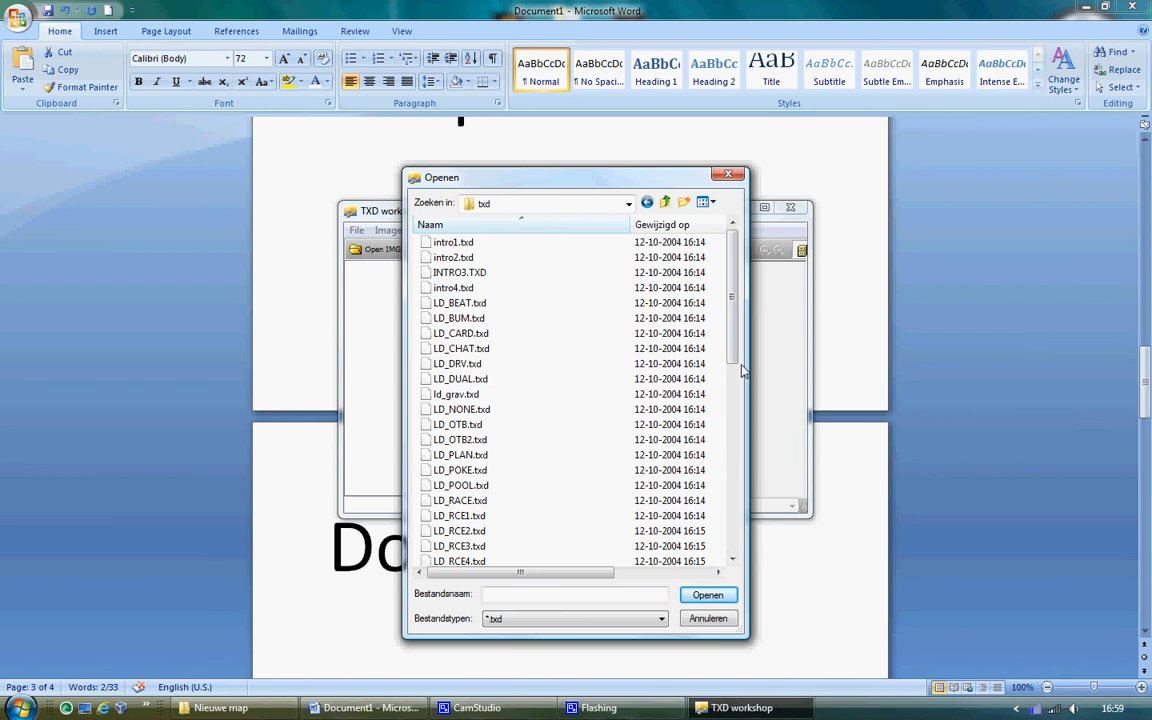 Document1 - Microsoft Word
Home Insert Page Layout References Mailings Review View
Paste Cut Copy Format Painter
Clipboard
Calibri (Body) 72
Font
Paragraph
AaBbCcDc AaBbCcDc AaBbC AaBbCc AaB AaBbCc. AaBbCcDc AaBbCcDc AaBbCcDc
¶ Normal ¶ No Spaci... Heading 1 Heading 2 Title Subtitle Subtle Em... Emphasis Intense E...
Change Styles
Styles
Find
Replace
Select
Editing
TXD work
File Image
Open IMG
Openen
Zoeken in: txd
Naam Gewijzigd op
intro1.txd 12-10-2004 16:14
intro2.txd 12-10-2004 16:14
INTRO3.TXD 12-10-2004 16:14
intro4.txd 12-10-2004 16:14
LD_BEAT.txd 12-10-2004 16:14
LD_BUM.txd 12-10-2004 16:14
LD_CARD.txd 12-10-2004 16:14
LD_CHAT.txd 12-10-2004 16:14
LD_DRV.txd 12-10-2004 16:14
LD_DUAL.txd 12-10-2004 16:14
ld_grav.txd 12-10-2004 16:14
LD_NONE.txd 12-10-2004 16:14
LD_OTB.txd 12-10-2004 16:14
LD_OTB2.txd 12-10-2004 16:14
LD_PLAN.txd 12-10-2004 16:14
LD_POKE.txd 12-10-2004 16:14
LD_POOL.txd 12-10-2004 16:14
LD_RACE.txd 12-10-2004 16:14
LD_RCE1.txd 12-10-2004 16:14
LD_RCE2.txd 12-10-2004 16:15
LD_RCE3.txd 12-10-2004 16:15
LD_RCE4.txd 12-10-2004 16:15
Bestandsnaam: Openen
Bestandstypen: *.txd Annuleren
Do
Page: 3 of 4 Words: 2/33 English (U.S.) 100%
Nieuwe map Document1 - Micros... CamStudio Flashing TXD workshop 16:59